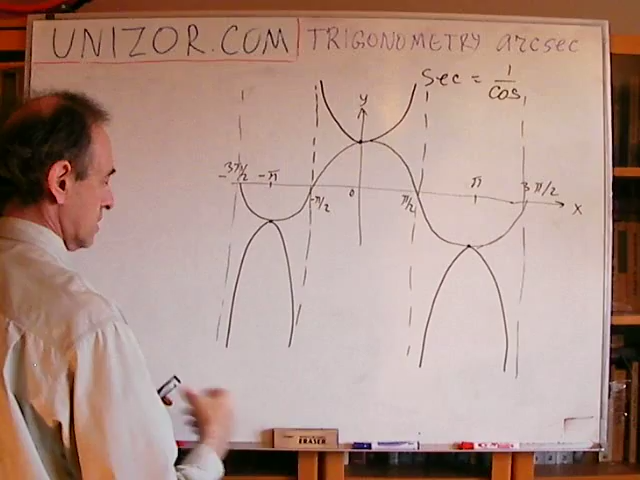 UNIZOR.COM TRIGONOMETRY arcsec
sec = 1/cos
y
-3π/2 -π -π/2 0 π/2 π 3π/2 x
ERASER